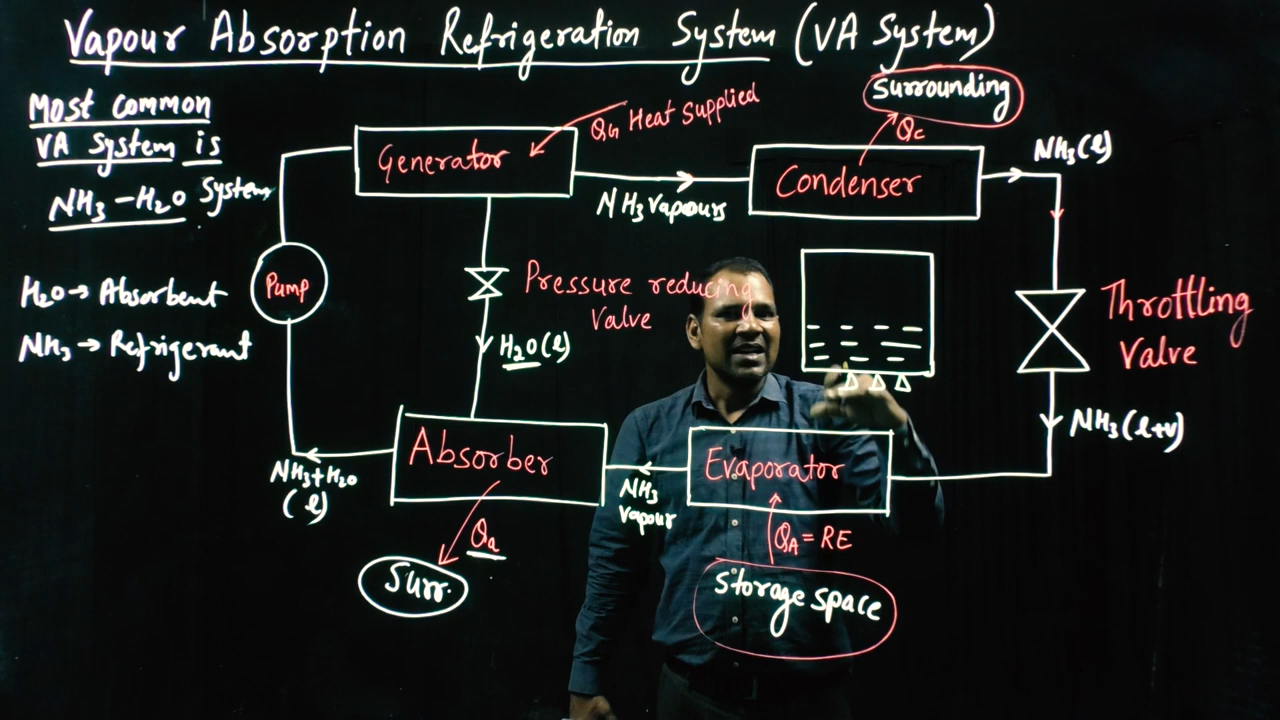 Vapour Absorption Refrigeration System (VA System)
Most common
VA System is
NH3 - H2O System
H2O → Absorbent
NH3 → Refrigerant
Generator
QG Heat Supplied
NH3 Vapours
Condenser
Qc
Surrounding
NH3(l)
Pump
Pressure reducing
Valve
H2O(l)
Throttling
Valve
NH3(l+v)
Absorber
NH3+H2O
(l)
Qa
Surr.
NH3
Vapour
Evaporator
QA = RE
Storage space